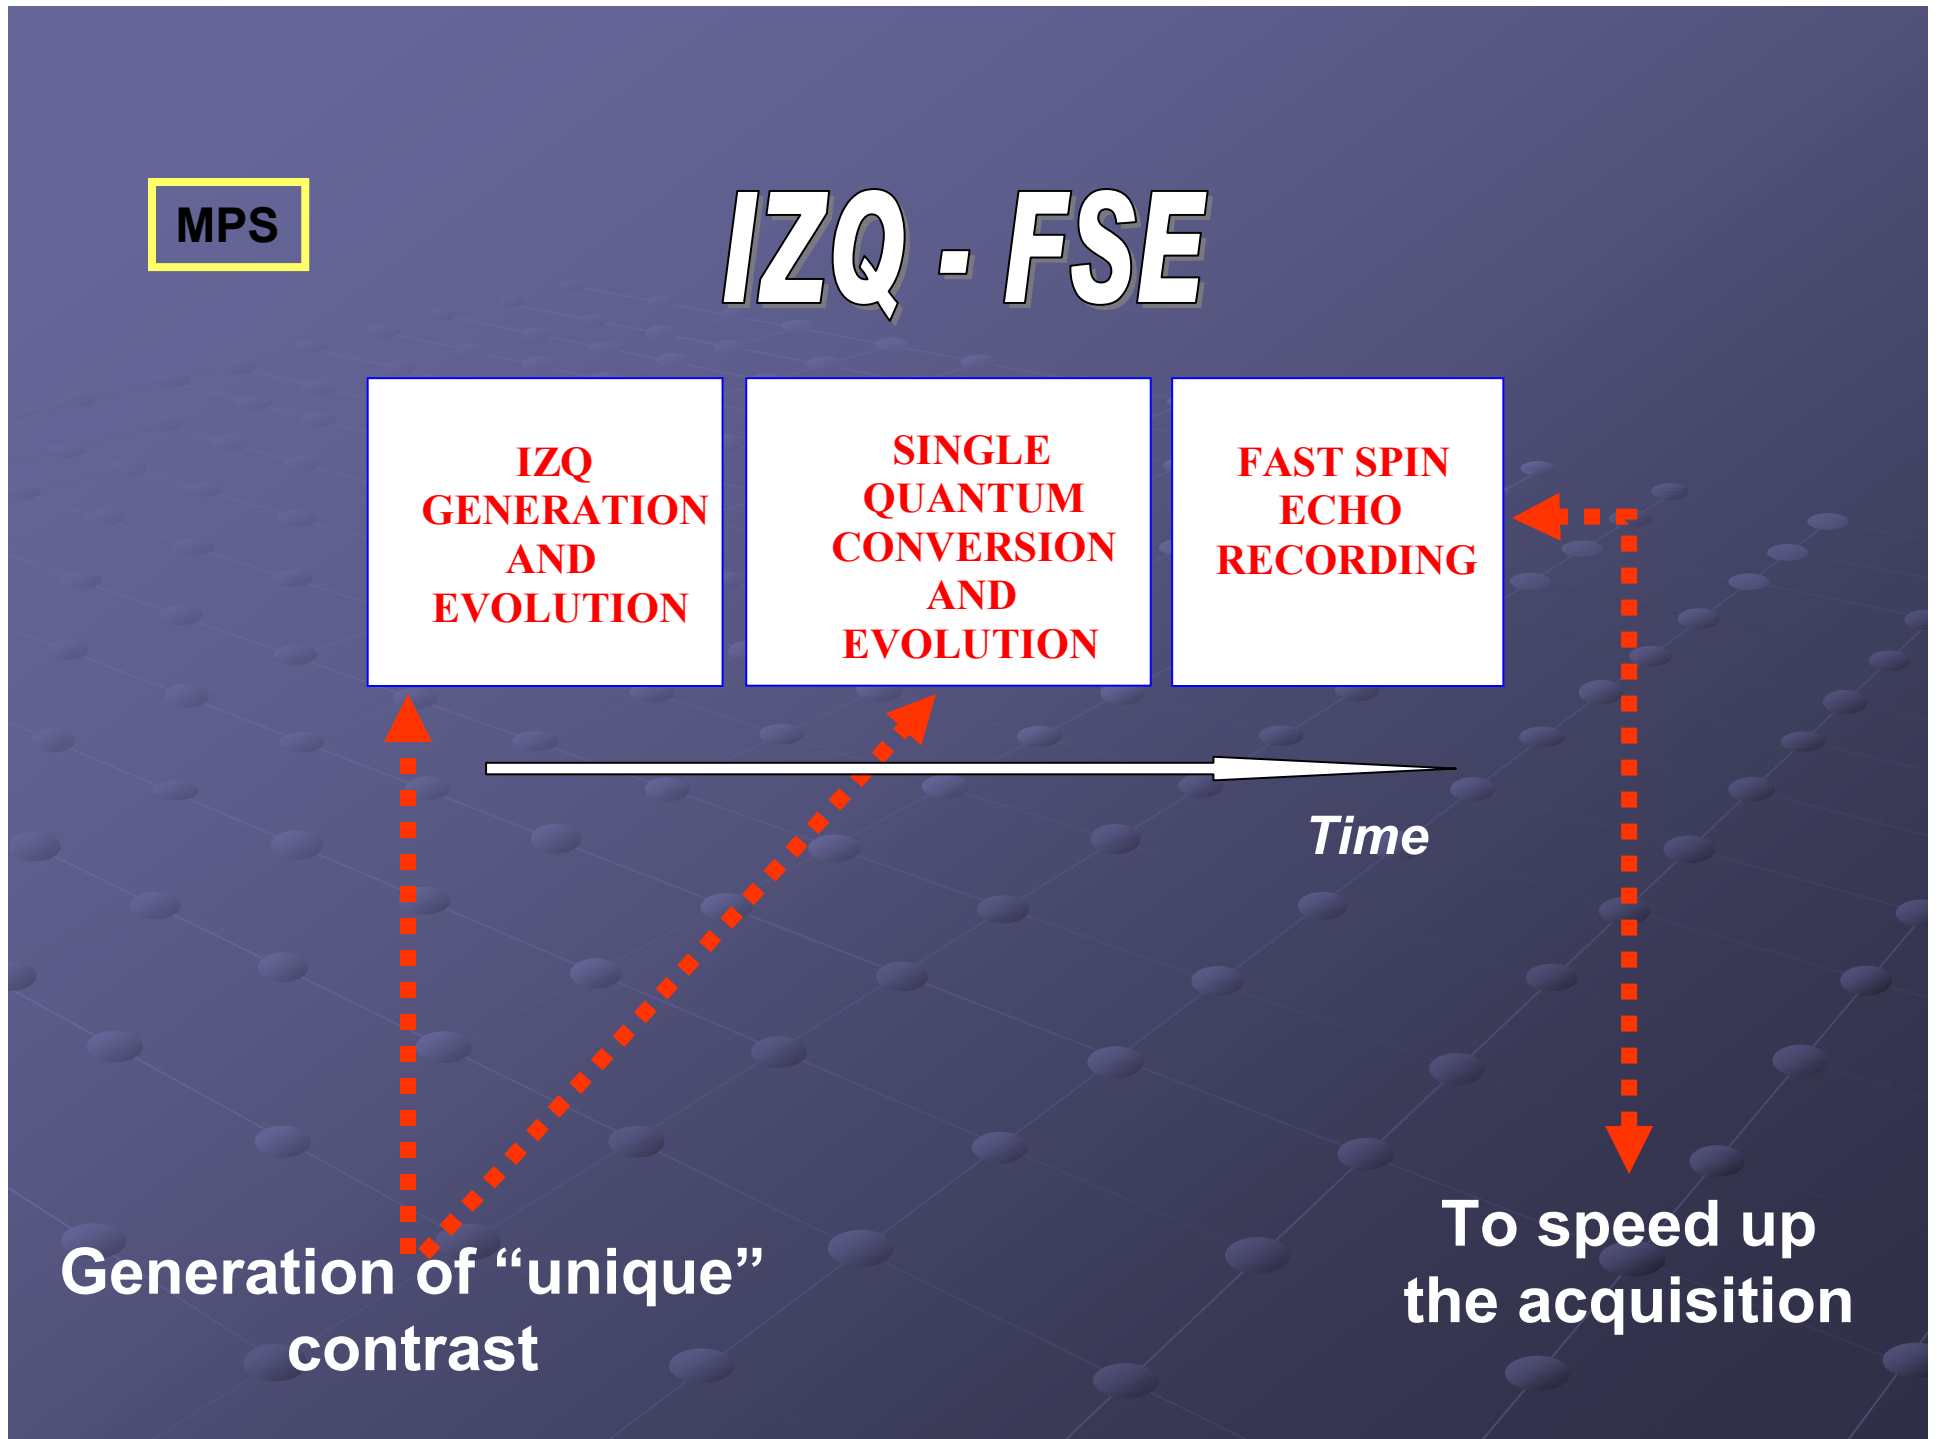 MPS
IZQ - FSE
IZQ
GENERATION
AND
EVOLUTION
SINGLE
QUANTUM
CONVERSION
AND
EVOLUTION
FAST SPIN
ECHO
RECORDING
Time
Generation of “unique”
contrast
To speed up
the acquisition